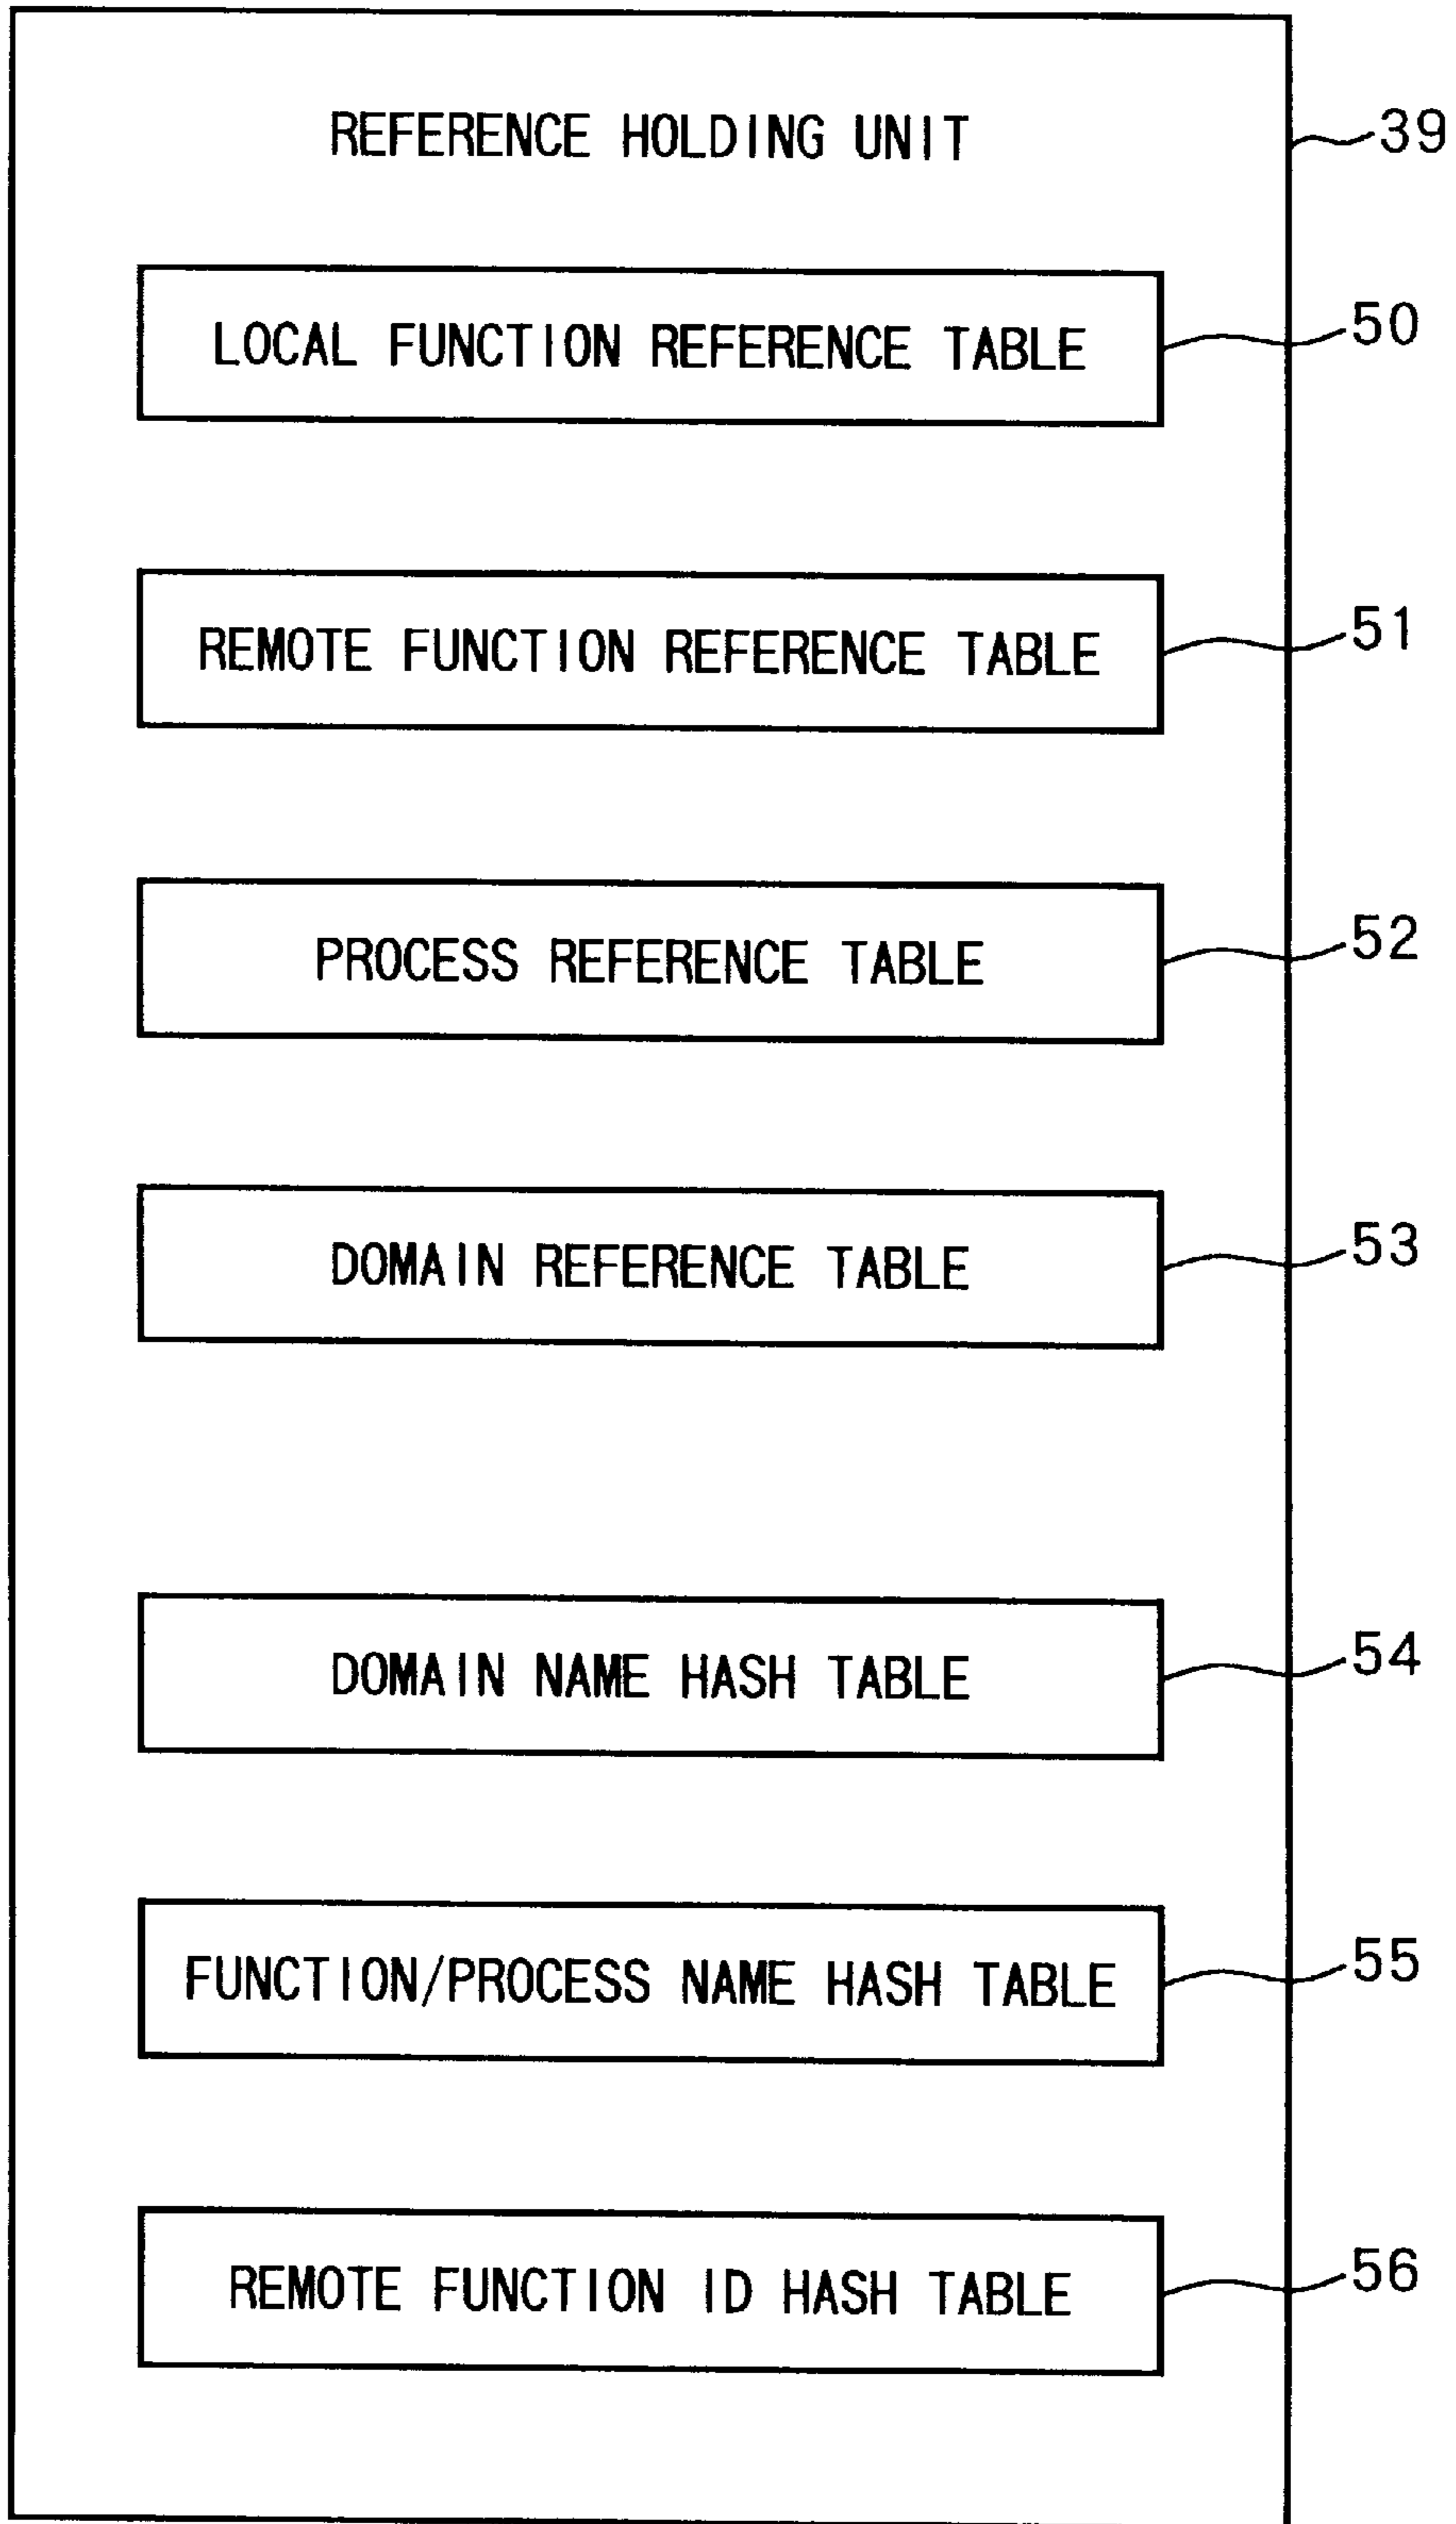 REFERENCE HOLDING UNIT
39
LOCAL FUNCTION REFERENCE TABLE
50
REMOTE FUNCTION REFERENCE TABLE
51
PROCESS REFERENCE TABLE
52
DOMAIN REFERENCE TABLE
53
DOMAIN NAME HASH TABLE
54
FUNCTION/PROCESS NAME HASH TABLE
55
REMOTE FUNCTION ID HASH TABLE
56